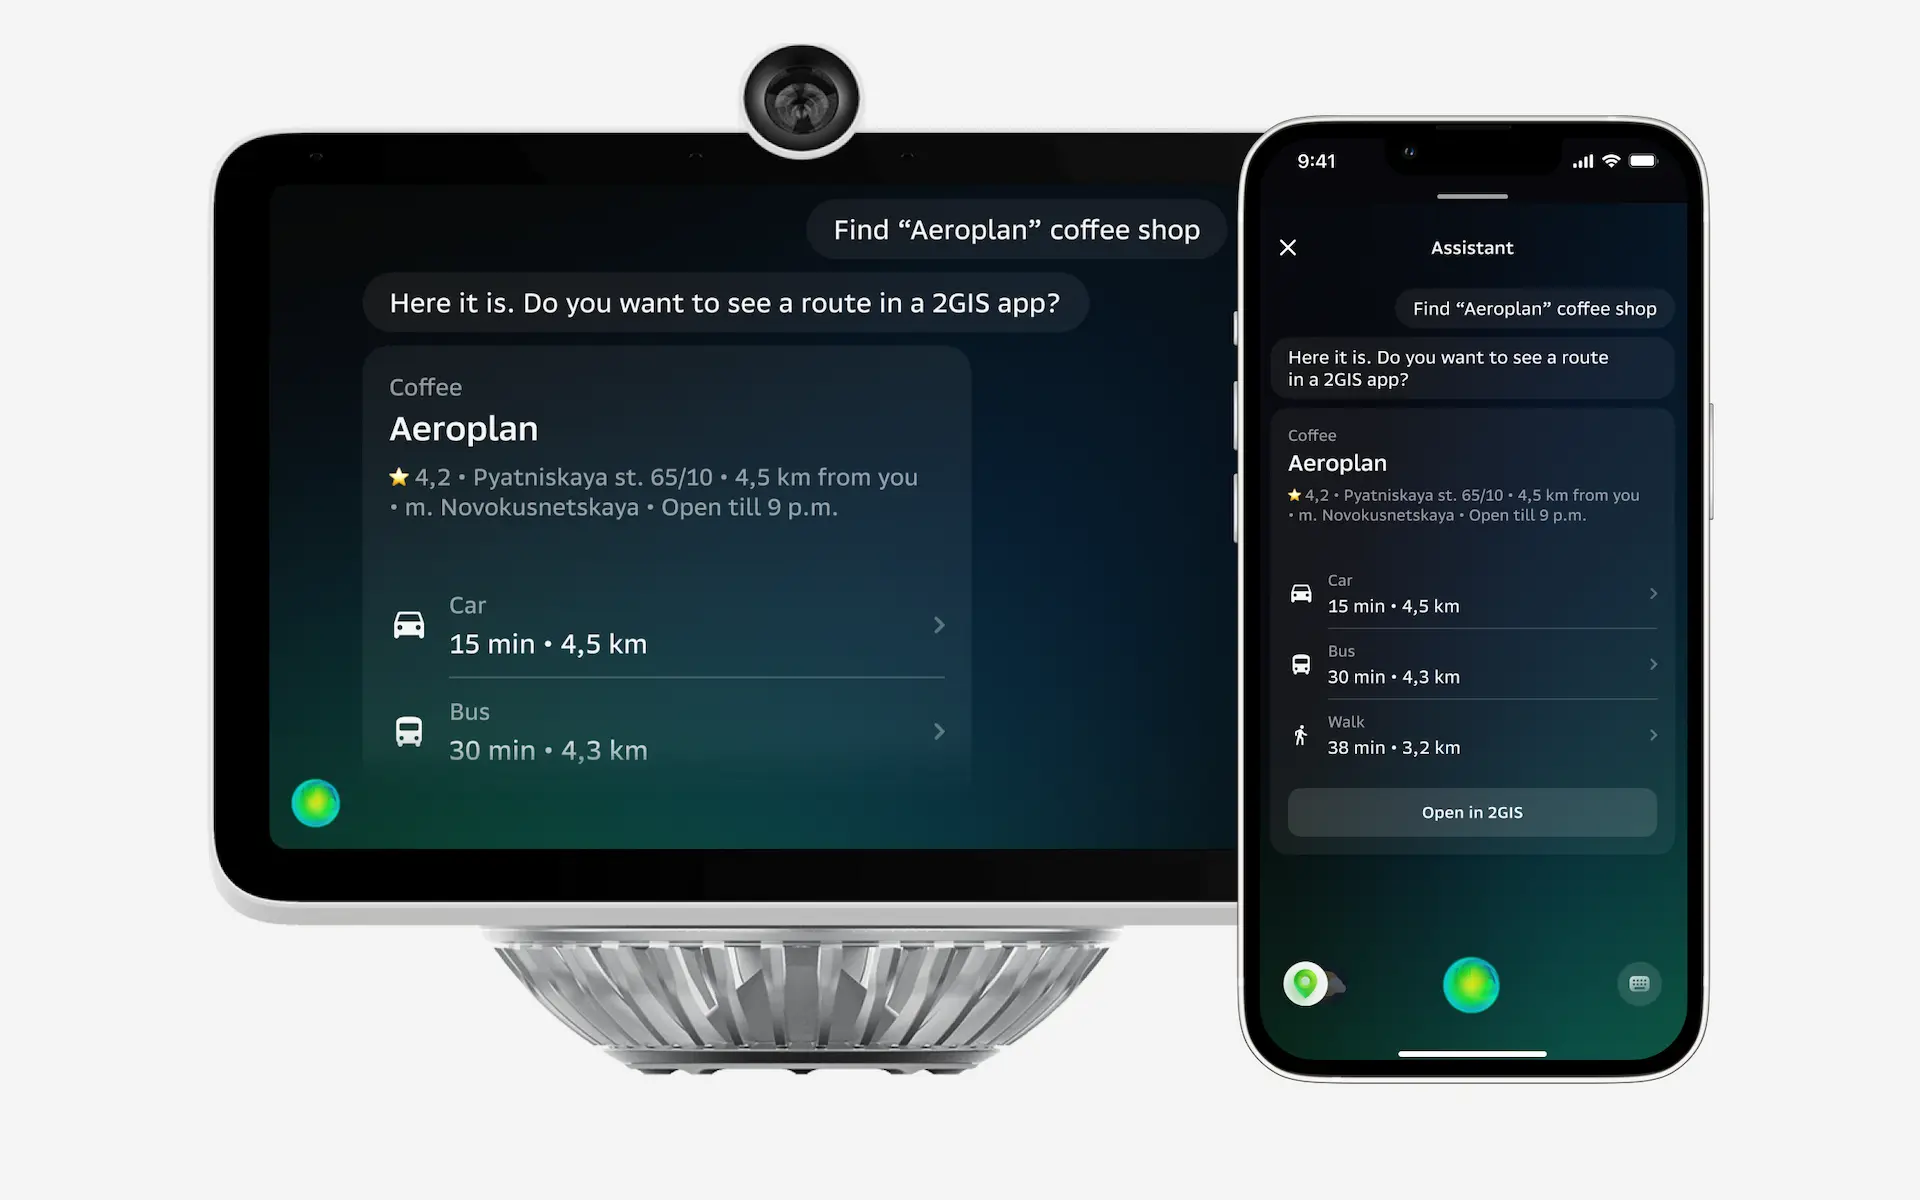 Find “Aeroplan” coffee shop
Here it is. Do you want to see a route in a 2GIS app?
Coffee
Aeroplan
4,2 • Pyatniskaya st. 65/10 • 4,5 km from you
• m. Novokusnetskaya • Open till 9 p.m.
Car
15 min • 4,5 km
Bus
30 min • 4,3 km
9:41
Assistant
Find “Aeroplan” coffee shop
Here it is. Do you want to see a route
in a 2GIS app?
Coffee
Aeroplan
4,2 • Pyatniskaya st. 65/10 • 4,5 km from you
• m. Novokusnetskaya • Open till 9 p.m.
Car
15 min • 4,5 km
Bus
30 min • 4,3 km
Walk
38 min • 3,2 km
Open in 2GIS